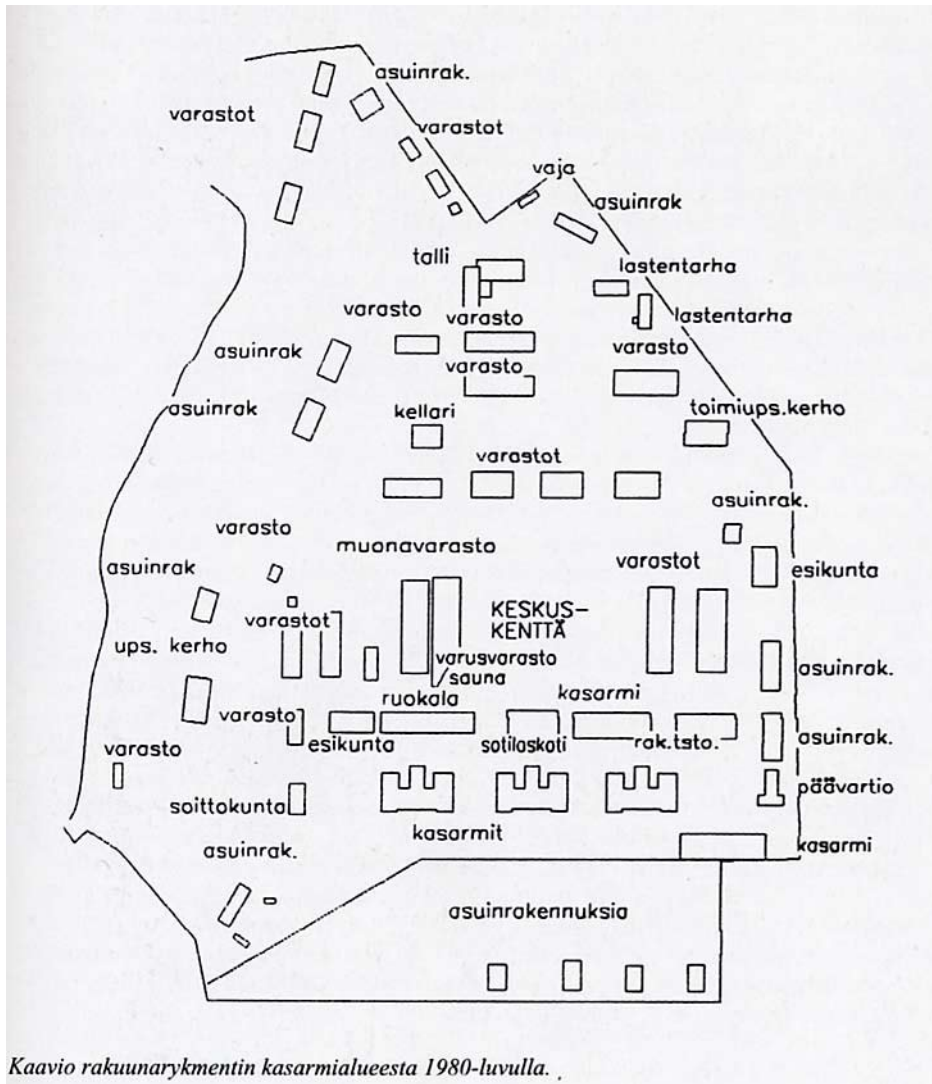 asuinrak.
varastot
varastot
vaja
asuinrak
talli
lastentarha
varasto
varasto
lastentarha
asuinrak
varasto
varasto
asuinrak
kellari
toimiups.kerho
varastot
asuinrak.
varasto
muonavarasto
varastot
asuinrak
esikunta
KESKUS-
KENTTÄ
varastot
ups. kerho
varusvarasto
sauna
asuinrak.
ruokala
kasarmi
varasto
esikunta
sotilaskoti
rak.tsto.
asuinrak.
varasto
soittokunta
päävartio
kasarmit
kasarmi
asuinrak.
asuinrakennuksia
Kaavio rakuunarykmentin kasarmialueesta 1980-luvulla.